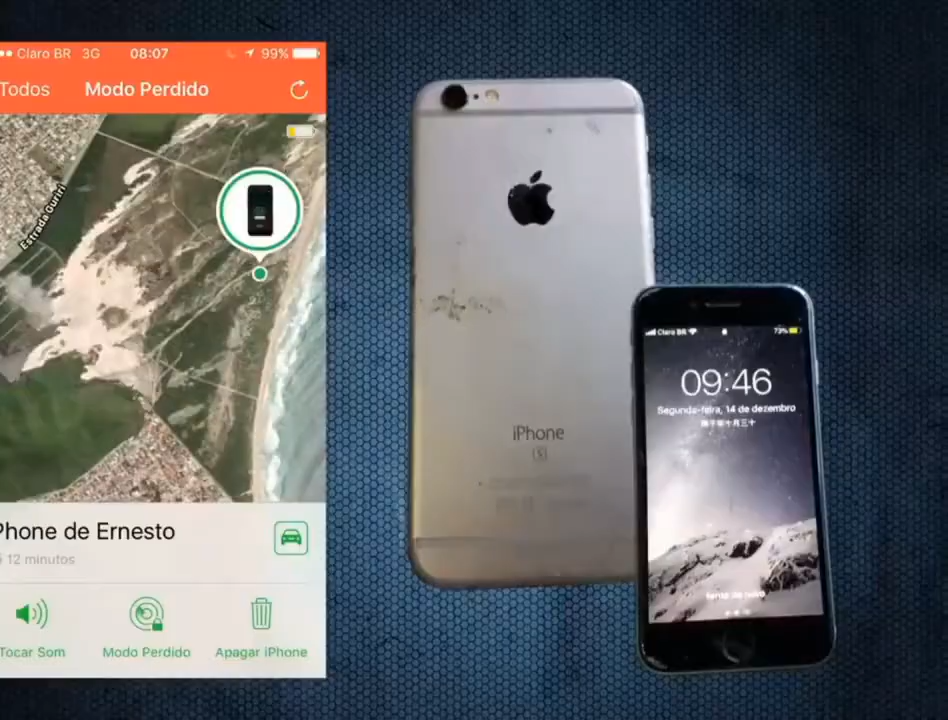 Claro BR 3G 08:07 99%
Todos Modo Perdido
Estrada Guriri
Phone de Ernesto
12 minutos
Tocar Som Modo Perdido Apagar iPhone
iPhone
S
Claro BR 73%
09:46
Segunda-feira, 14 de dezembro